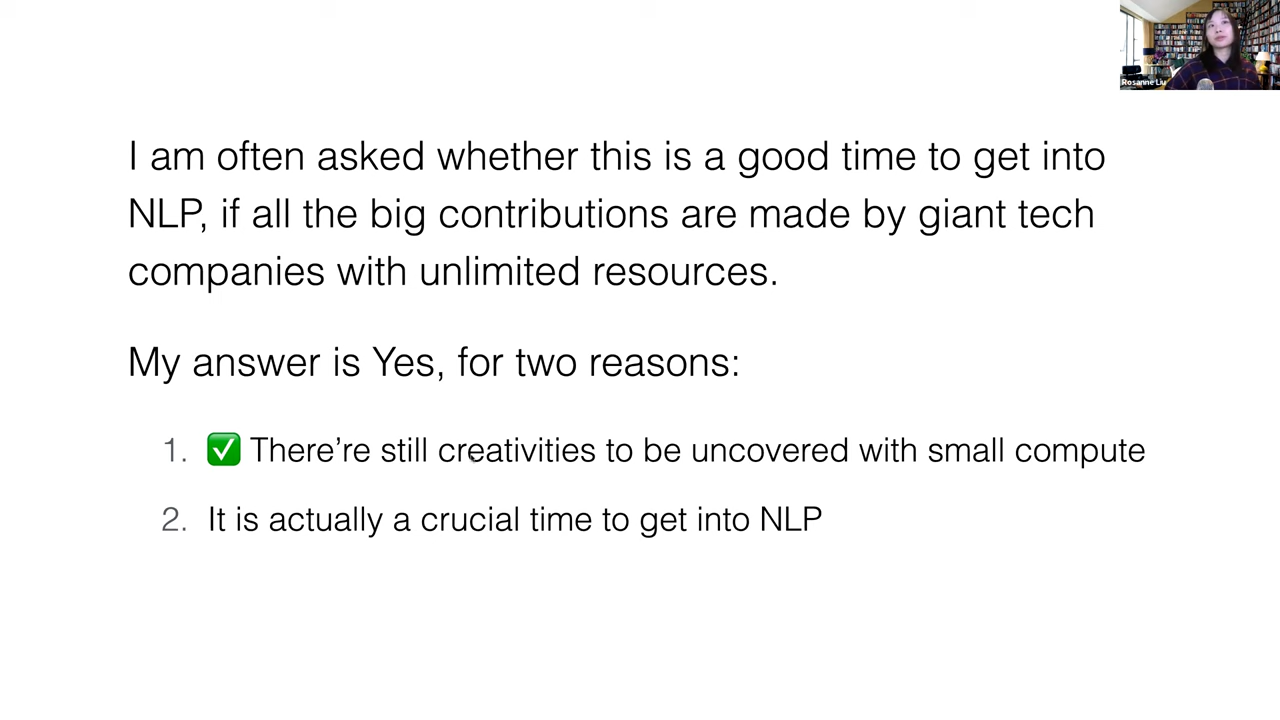 Rosanne Liu
I am often asked whether this is a good time to get into
NLP, if all the big contributions are made by giant tech
companies with unlimited resources.
My answer is Yes, for two reasons:
1. ✅ There’re still creativities to be uncovered with small compute
2. It is actually a crucial time to get into NLP